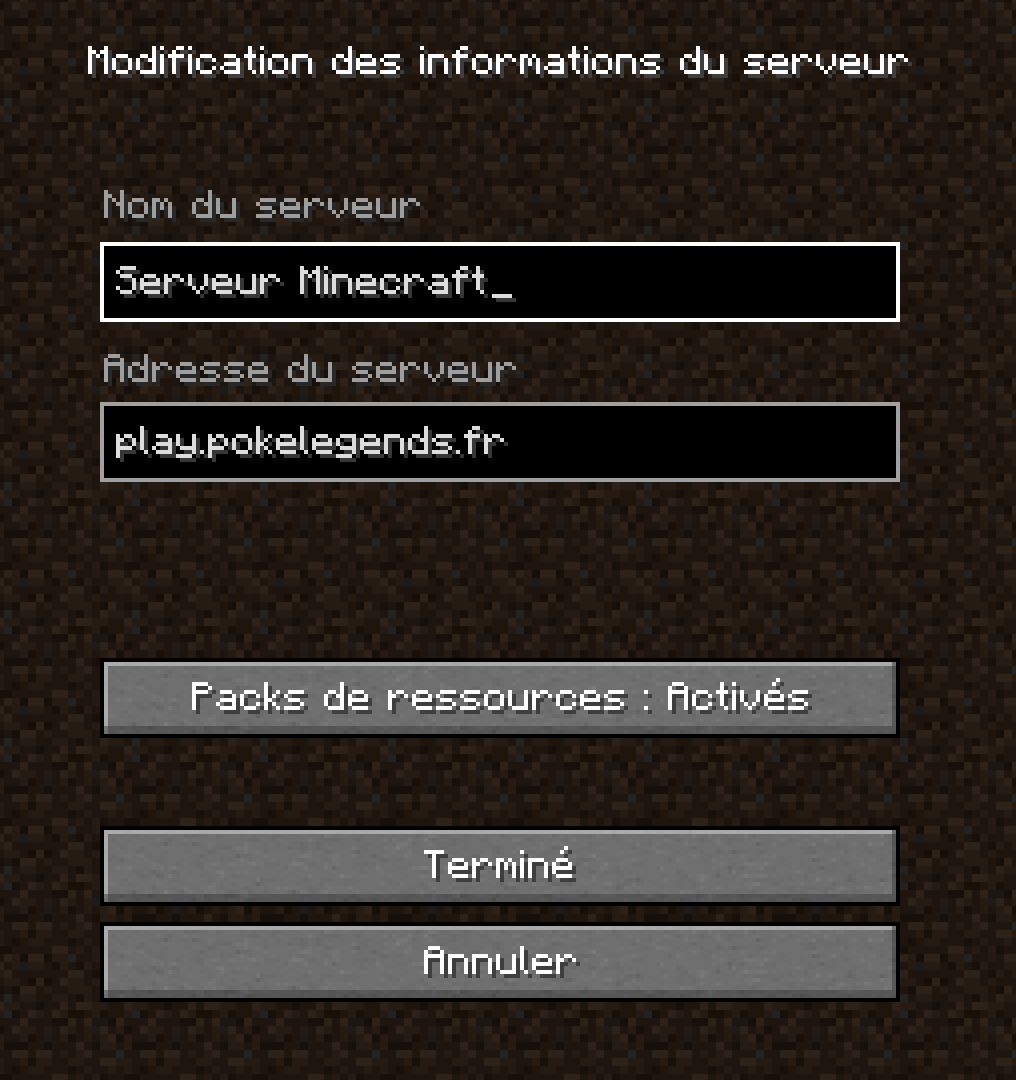 Modification des informations du serveur
Nom du serveur
Serveur Minecraft_
Adresse du serveur
play.pokelegends.fr
Packs de ressources : Activés
Terminé
Annuler